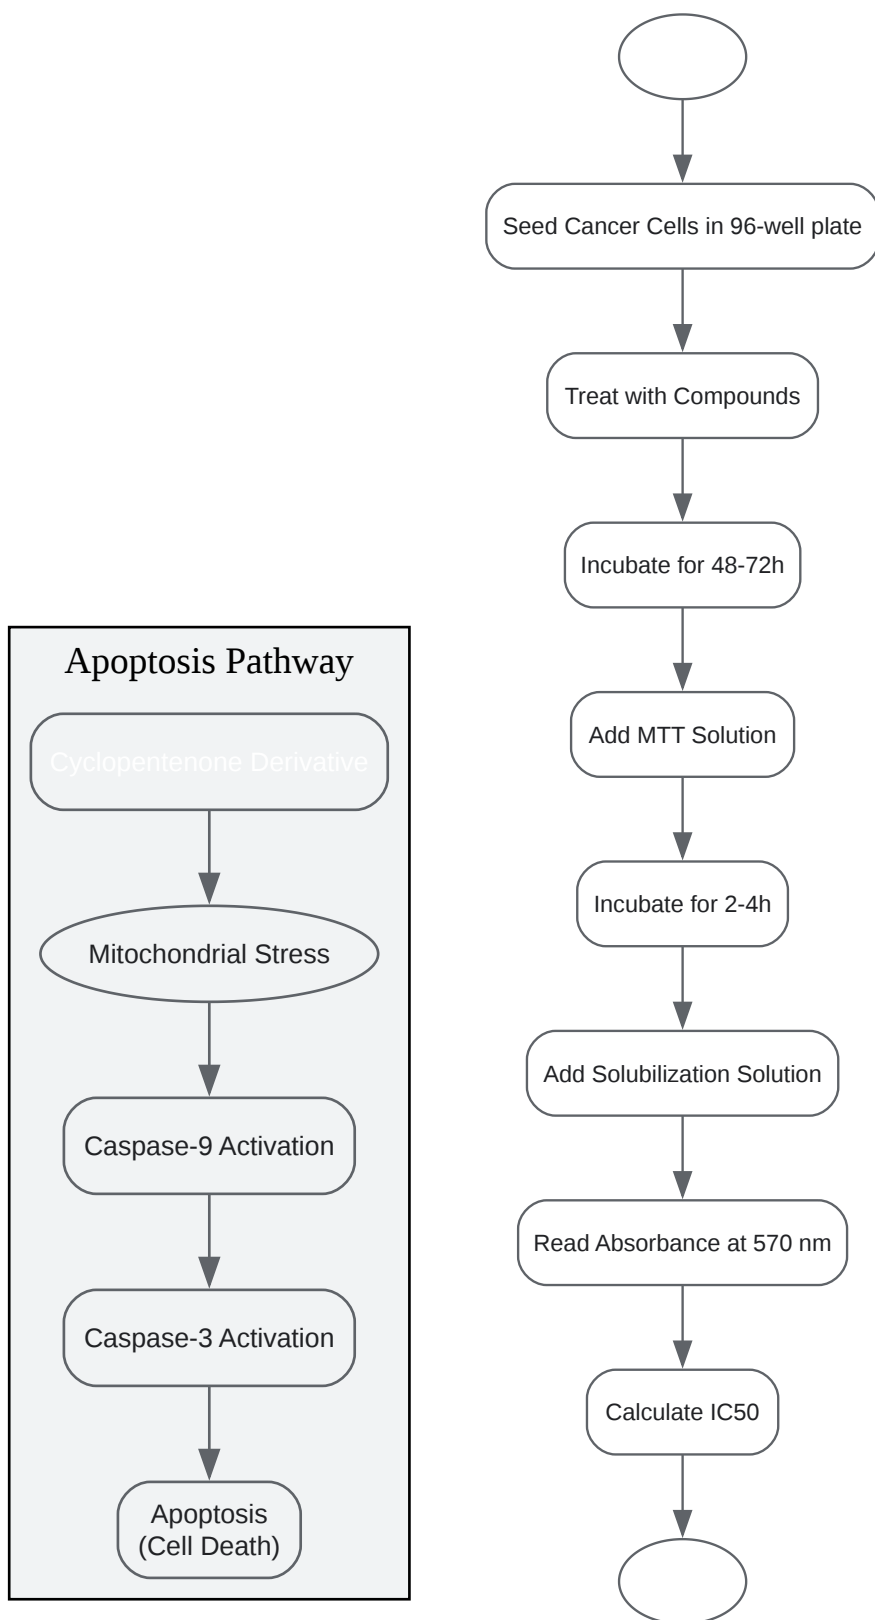 Seed Cancer Cells in 96-well plate
Treat with Compounds
Incubate for 48-72h
Add MTT Solution
Incubate for 2-4h
Add Solubilization Solution
Read Absorbance at 570 nm
Calculate IC50
Apoptosis Pathway
Cyclopentenone Derivative
Mitochondrial Stress
Caspase-9 Activation
Caspase-3 Activation
Apoptosis
(Cell Death)